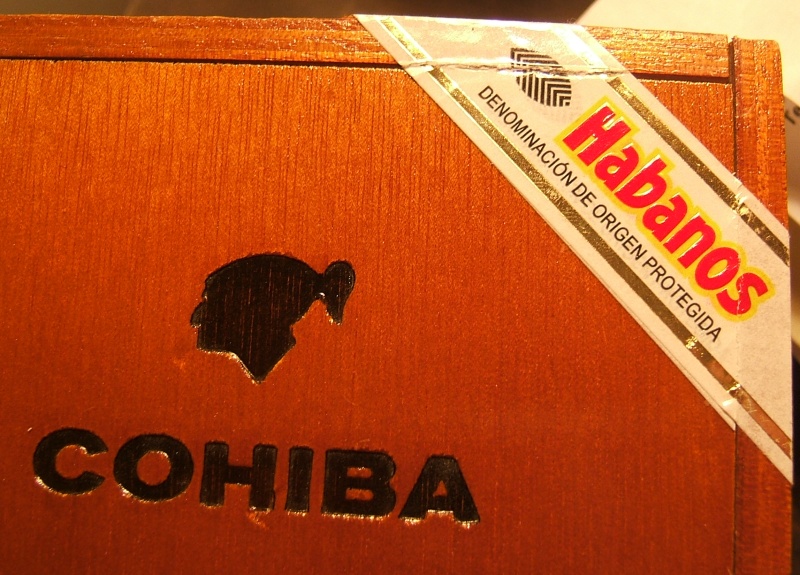 Habanos
DENOMINACIÓN DE ORIGEN PROTEGIDA
COHIBA